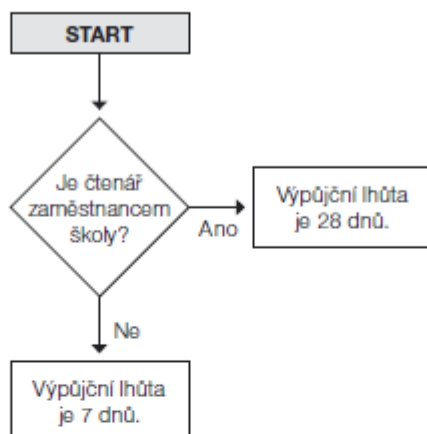 START
Je čtenář
zaměstnancem
školy?
Ano
Výpůjční lhůta
je 28 dnů.
Ne
Výpůjční lhůta
je 7 dnů.